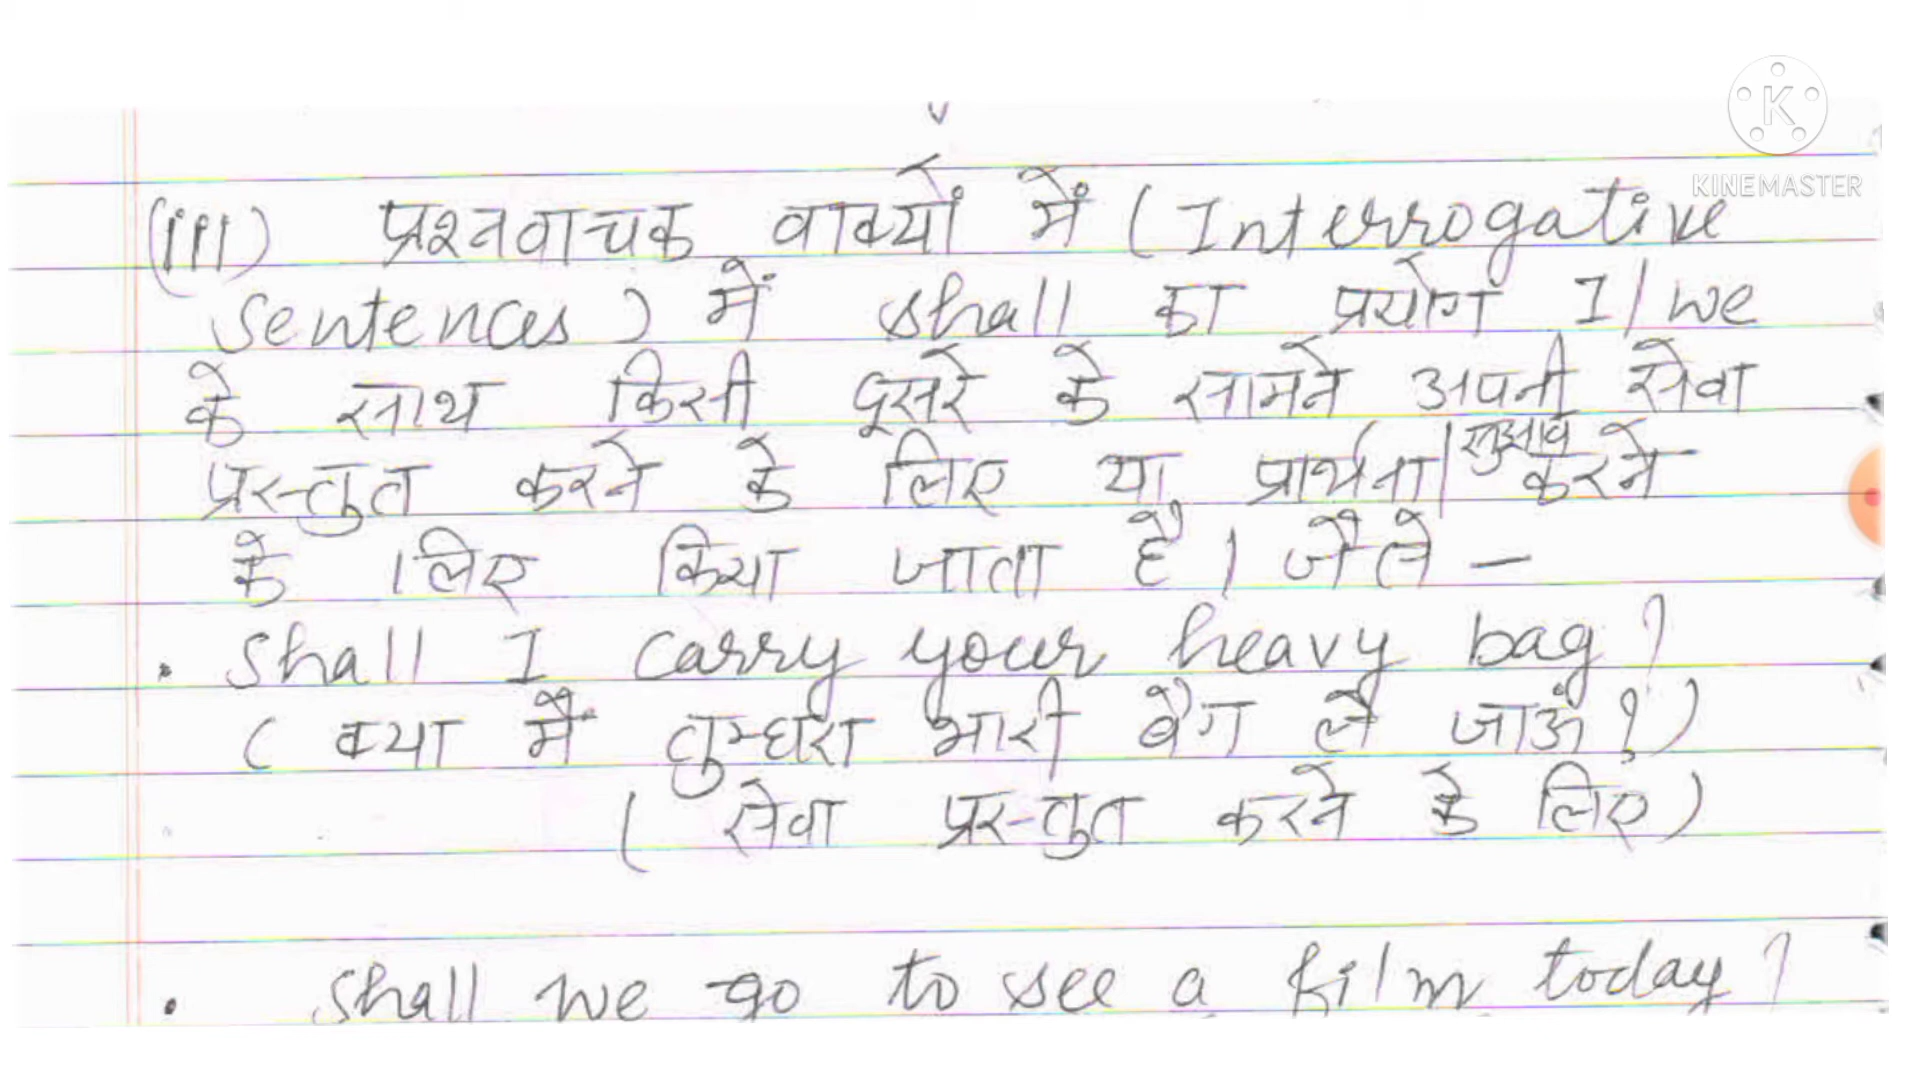 KINEMASTER
(iii) प्रश्नवाचक वाक्यों में (Interrogative
Sentences) में shall का प्रयोग I/we
के साथ किसी दूसरे के सामने अपनी सेवा
प्रस्तुत करने के लिए या प्रार्थना/सुझाव करने
के लिए किया जाता है। जैसे –
. Shall I carry your heavy bag?
( क्या मैं तुम्हारा भारी बैग ले जाऊं?)
( सेवा प्रस्तुत करने के लिए)
. Shall we go to see a film today?